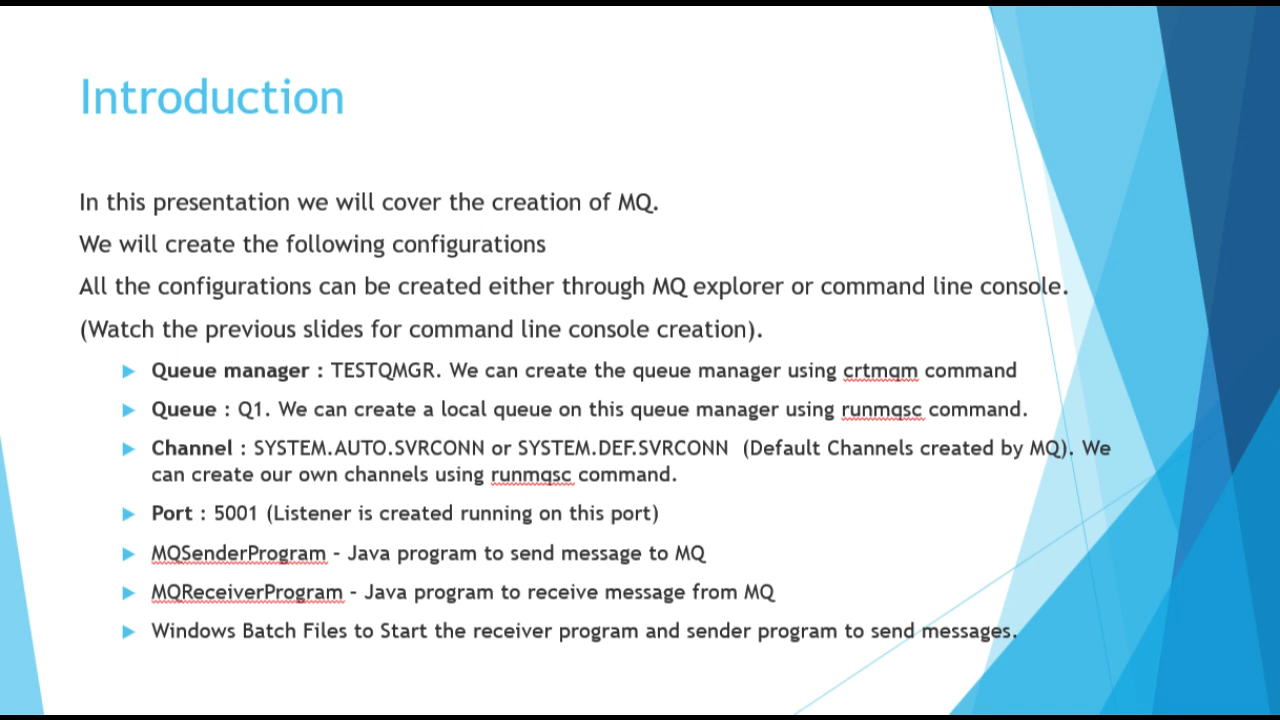 Introduction
In this presentation we will cover the creation of MQ.
We will create the following configurations
All the configurations can be created either through MQ explorer or command line console.
(Watch the previous slides for command line console creation).
Queue manager : TESTQMGR. We can create the queue manager using crtmqm command
Queue : Q1. We can create a local queue on this queue manager using runmqsc command.
Channel : SYSTEM.AUTO.SVRCONN or SYSTEM.DEF.SVRCONN (Default Channels created by MQ). We
can create our own channels using runmqsc command.
Port : 5001 (Listener is created running on this port)
MQSenderProgram - Java program to send message to MQ
MQReceiverProgram - Java program to receive message from MQ
Windows Batch Files to Start the receiver program and sender program to send messages.